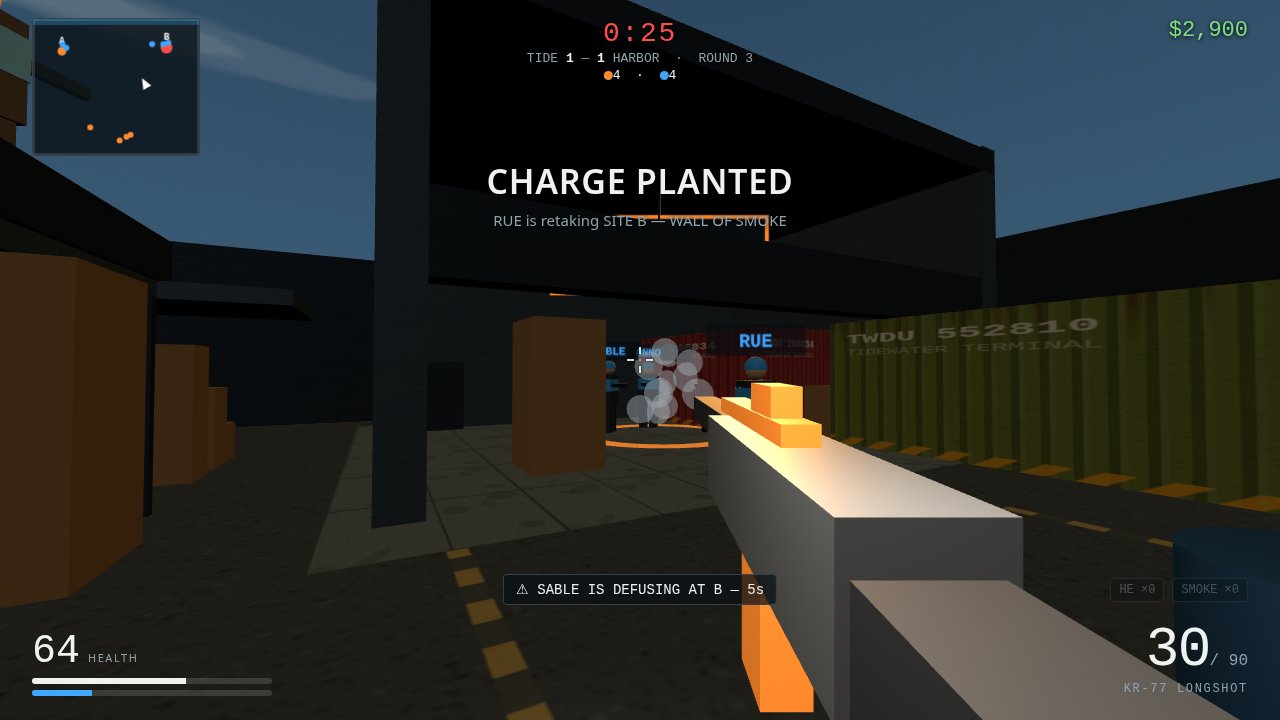 A
B
0:25
TIDE 1 — 1 HARBOR · ROUND 3
4 · 4
$2,900
CHARGE PLANTED
RUE is retaking SITE B — WALL OF SMOKE
TWDU 552810
TIDEWATER TERMINAL
RUE
⚠ SABLE IS DEFUSING AT B — 5s
HE ×0
SMOKE ×0
64 HEALTH
30 / 90
KR-77 LONGSHOT